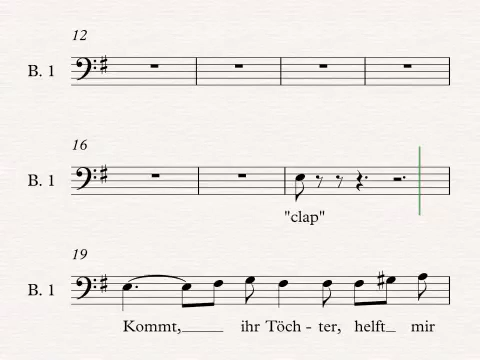 12
B. 1
16
B. 1
"clap"
19
B. 1
Kommt, ihr Töch - ter, helft mir